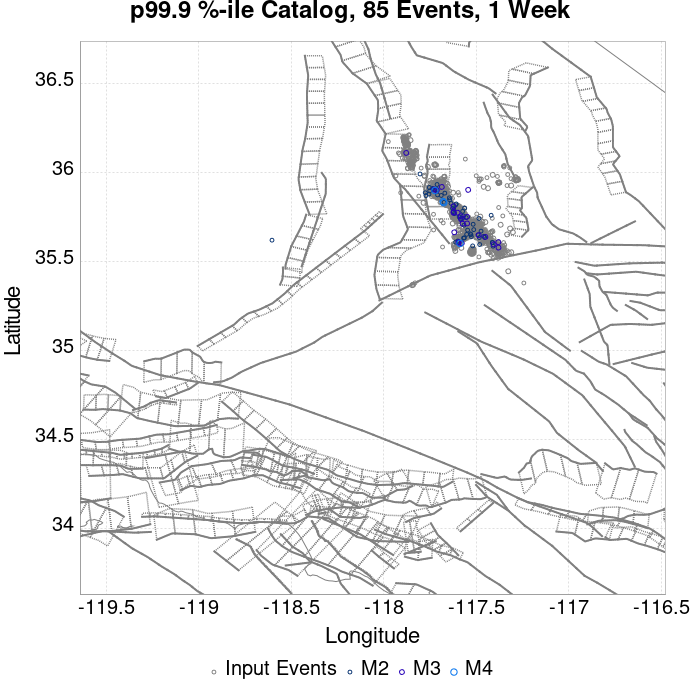 p99.9 %-ile Catalog, 85 Events, 1 Week
36.5
36
35.5
35
34.5
34
Latitude
-119.5 -119 -118.5 -118 -117.5 -117 -116.5
Longitude
Input Events M2 M3 M4